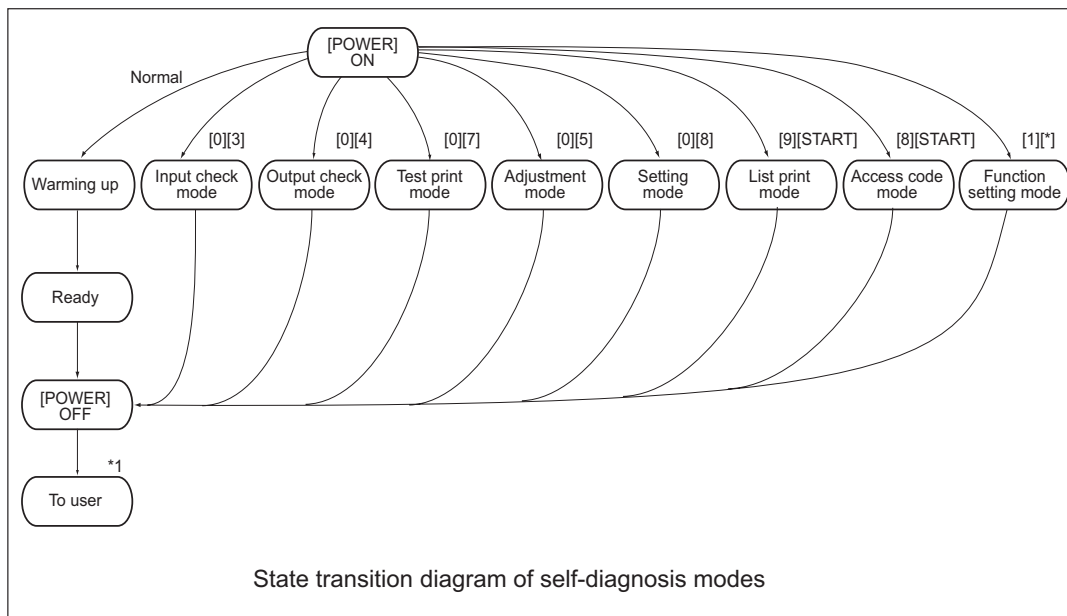 [POWER]
ON
Normal
[0][3]
[0][4]
[0][7]
[0][5]
[0][8]
[9][START]
[8][START]
[1][*]
Warming up
Input check
mode
Output check
mode
Test print
mode
Adjustment
mode
Setting
mode
List print
mode
Access code
mode
Function
setting mode
Ready
[POWER]
OFF
*1
To user
State transition diagram of self-diagnosis modes